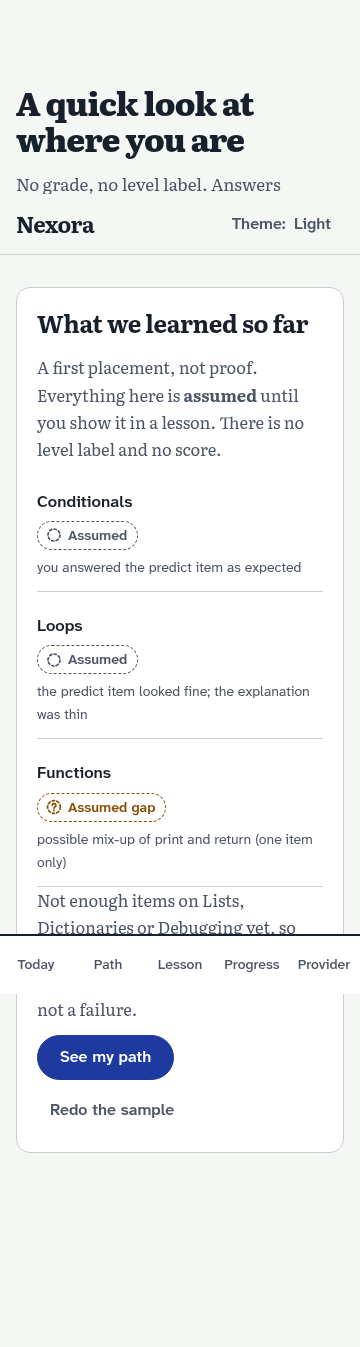 A quick look at
where you are
No grade, no level label. Answers
Nexora
Theme: Light
What we learned so far
A first placement, not proof.
Everything here is assumed until
you show it in a lesson. There is no
level label and no score.
Conditionals
Assumed
you answered the predict item as expected
Loops
Assumed
the predict item looked fine; the explanation
was thin
Functions
Assumed gap
possible mix-up of print and return (one item
only)
Not enough items on Lists,
Dictionaries or Debugging yet, so
Today Path Lesson Progress Provider
not a failure.
See my path
Redo the sample